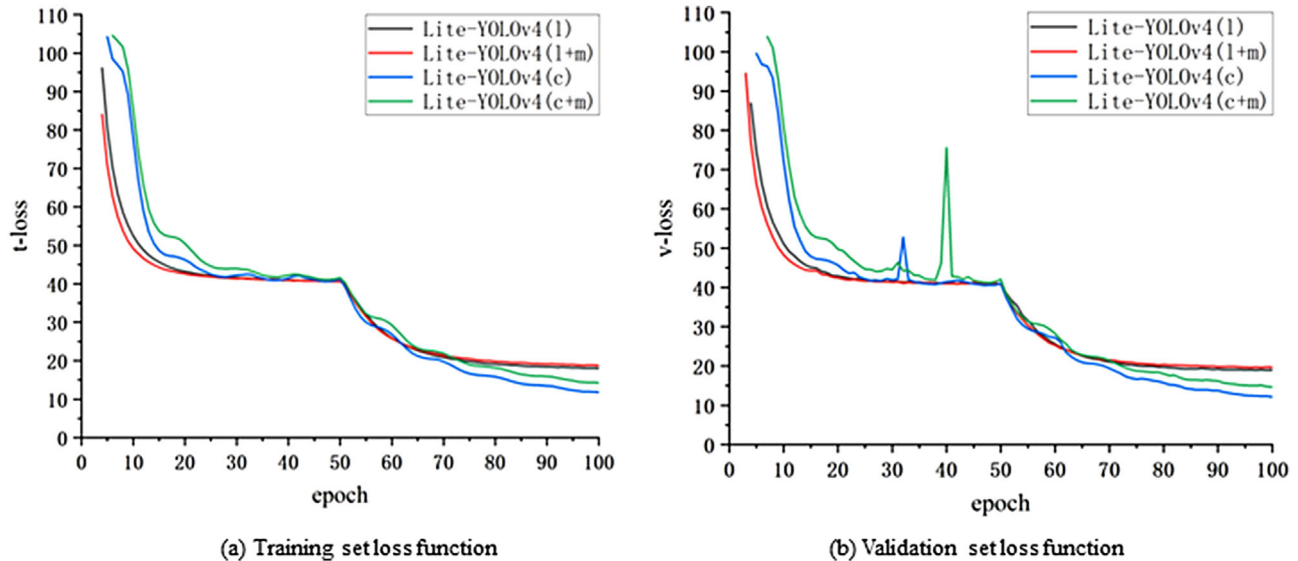 110
100
90
80
70
60
50
40
30
20
10
0
t-loss
Lite-YOLOv4(l)
Lite-YOLOv4(l+m)
Lite-YOLOv4(c)
Lite-YOLOv4(c+m)
0 10 20 30 40 50 60 70 80 90 100
epoch
(a) Training set loss function
110
100
90
80
70
60
50
40
30
20
10
0
v-loss
Lite-YOLOv4(l)
Lite-YOLOv4(l+m)
Lite-YOLOv4(c)
Lite-YOLOv4(c+m)
0 10 20 30 40 50 60 70 80 90 100
epoch
(b) Validation set loss function